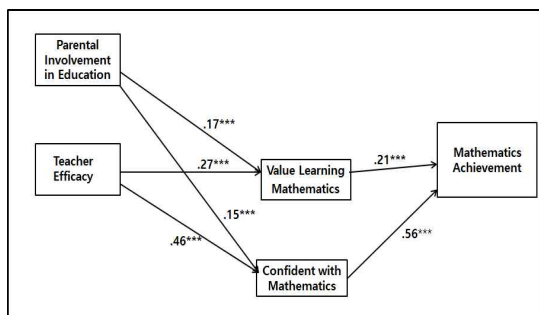 Parental
Involvement
in Education
.17***
Teacher
Efficacy
.27***
Value Learning
Mathematics
.21***
Mathematics
Achievement
.15***
.46***
.56***
Confident with
Mathematics